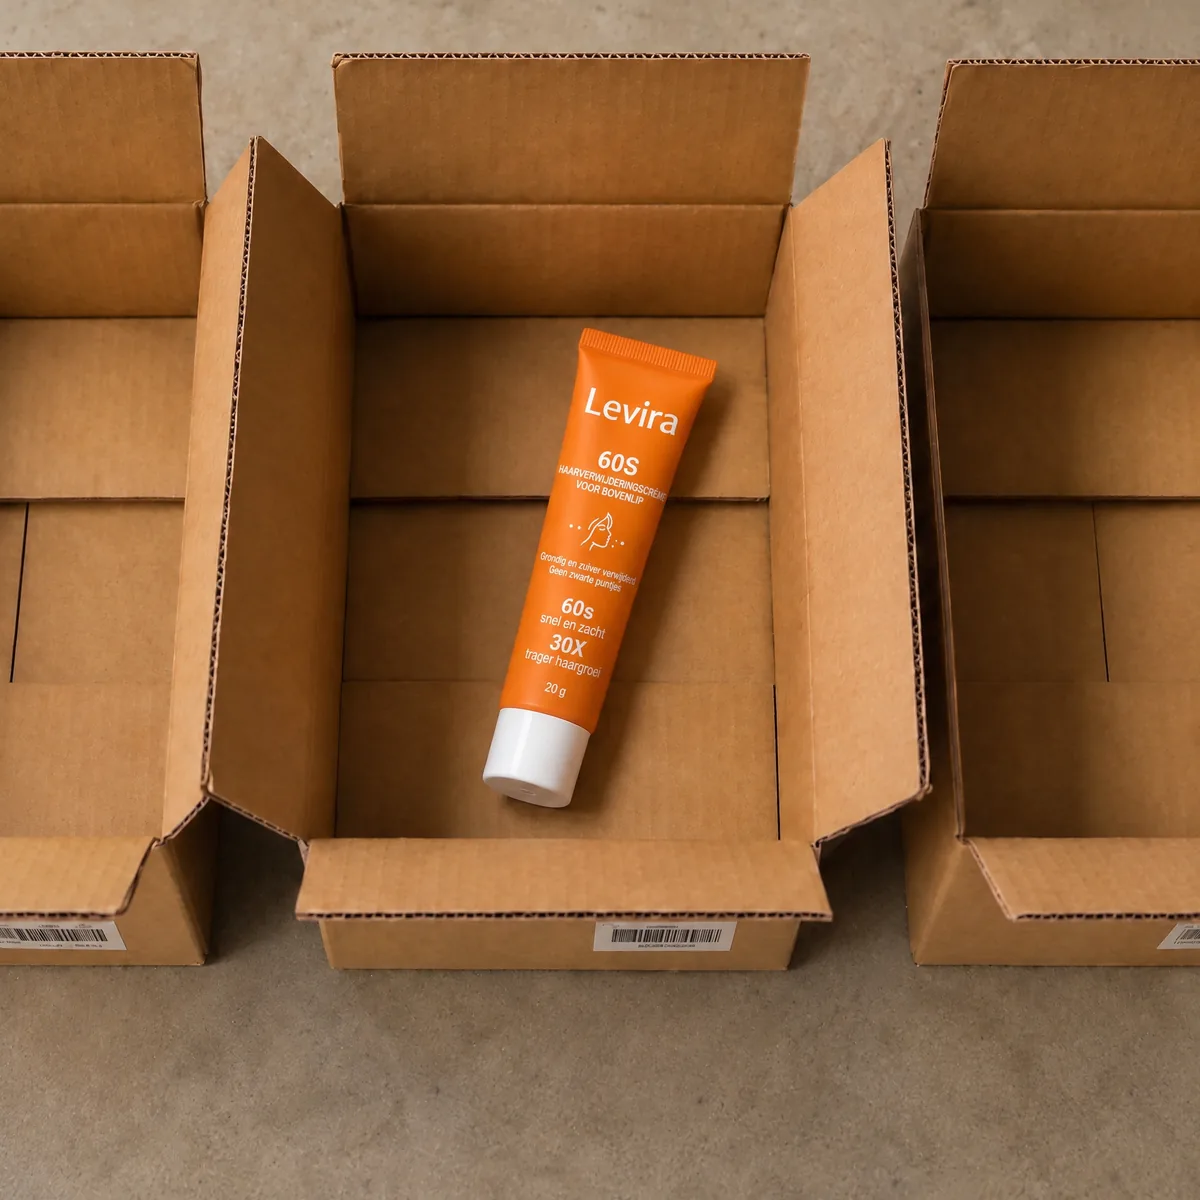 Levira
60S
HAARVERWIJDERINGSCRÈME
VOOR BOVENLIP
Grondig en zuiver verwijderd
Geen zwarte puntjes
60s
snel en zacht
30X
trager haargroei
20 g